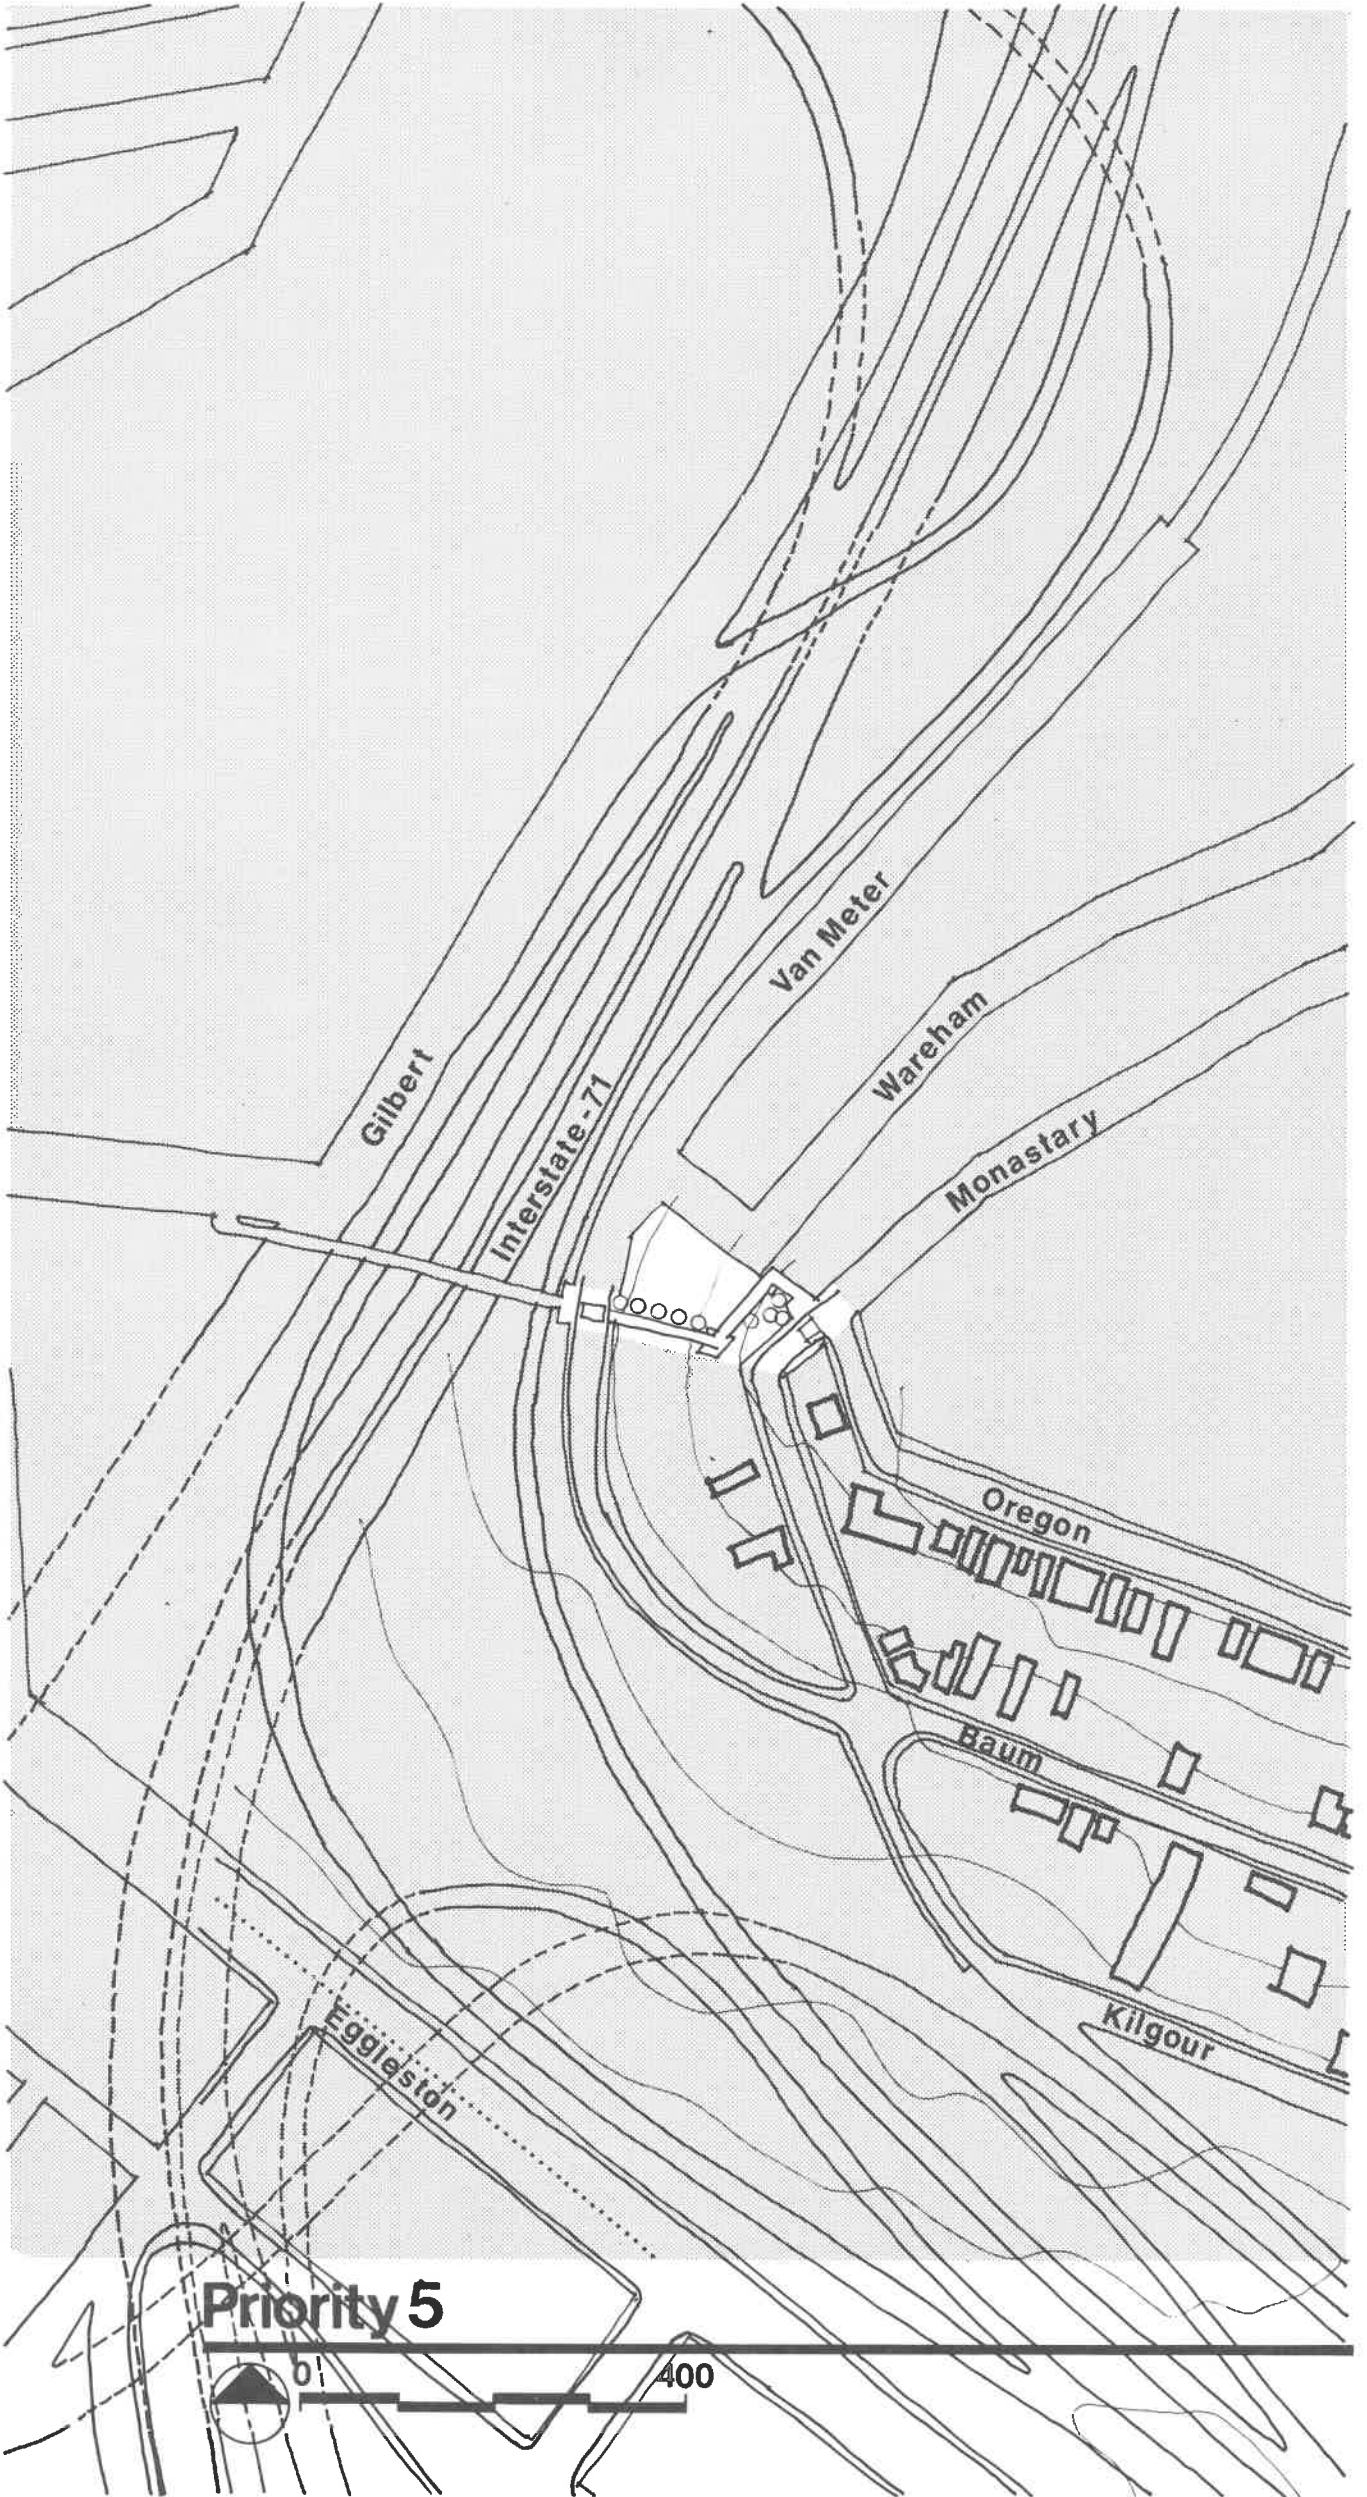 Van Meter
Wareham
Gilbert
Interstate-71
Monastary
Oregon
Baum
Kilgour
Eggleston
Priority 5
0 400